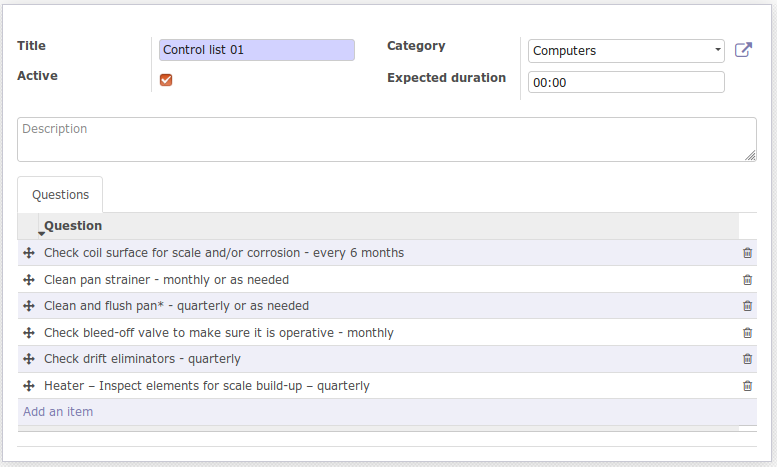 Title Control list 01 Category Computers
Active Expected duration 00:00
Description
Questions
Question
Check coil surface for scale and/or corrosion - every 6 months
Clean pan strainer - monthly or as needed
Clean and flush pan* - quarterly or as needed
Check bleed-off valve to make sure it is operative - monthly
Check drift eliminators - quarterly
Heater – Inspect elements for scale build-up – quarterly
Add an item